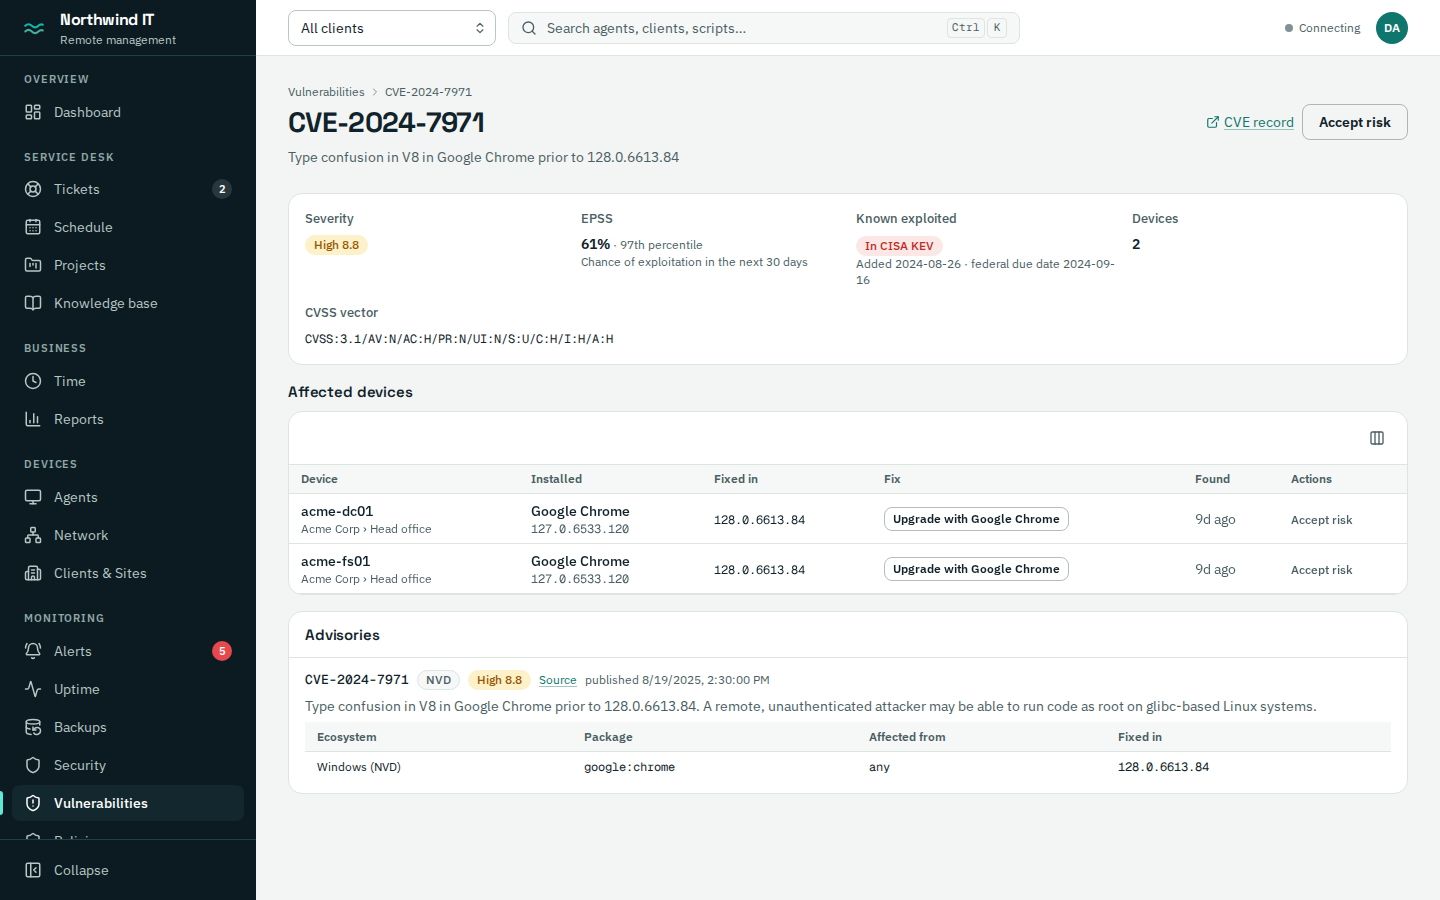 Northwind IT
Remote management
OVERVIEW
Dashboard
SERVICE DESK
Tickets 2
Schedule
Projects
Knowledge base
BUSINESS
Time
Reports
DEVICES
Agents
Network
Clients & Sites
MONITORING
Alerts 5
Uptime
Backups
Security
Vulnerabilities
Collapse
All clients
Search agents, clients, scripts... Ctrl K
Connecting
DA
Vulnerabilities > CVE-2024-7971
CVE-2024-7971
CVE record
Accept risk
Type confusion in V8 in Google Chrome prior to 128.0.6613.84
Severity EPSS Known exploited Devices
High 8.8 61% · 97th percentile In CISA KEV 2
Chance of exploitation in the next 30 days
Added 2024-08-26 · federal due date 2024-09-
16
CVSS vector
CVSS:3.1/AV:N/AC:H/PR:N/UI:N/S:U/C:H/I:H/A:H
Affected devices
Device Installed Fixed in Fix Found Actions
acme-dc01 Google Chrome 128.0.6613.84 Upgrade with Google Chrome 9d ago Accept risk
Acme Corp › Head office 127.0.6533.120
acme-fs01 Google Chrome 128.0.6613.84 Upgrade with Google Chrome 9d ago Accept risk
Acme Corp › Head office 127.0.6533.120
Advisories
CVE-2024-7971 NVD High 8.8 Source published 8/19/2025, 2:30:00 PM
Type confusion in V8 in Google Chrome prior to 128.0.6613.84. A remote, unauthenticated attacker may be able to run code as root on glibc-based Linux systems.
Ecosystem Package Affected from Fixed in
Windows (NVD) google:chrome any 128.0.6613.84